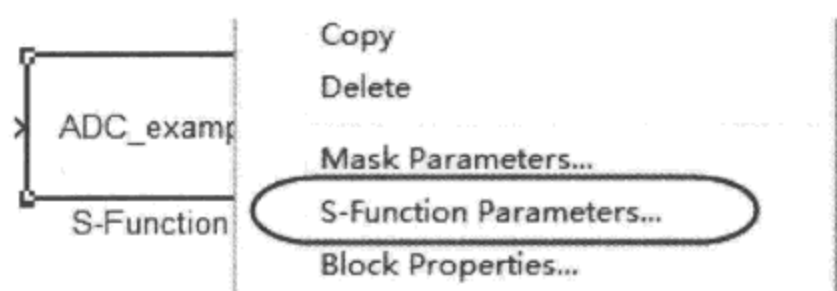 Copy
Delete
ADC_examp
Mask Parameters...
S-Function Parameters...
S-Function
Block Properties...